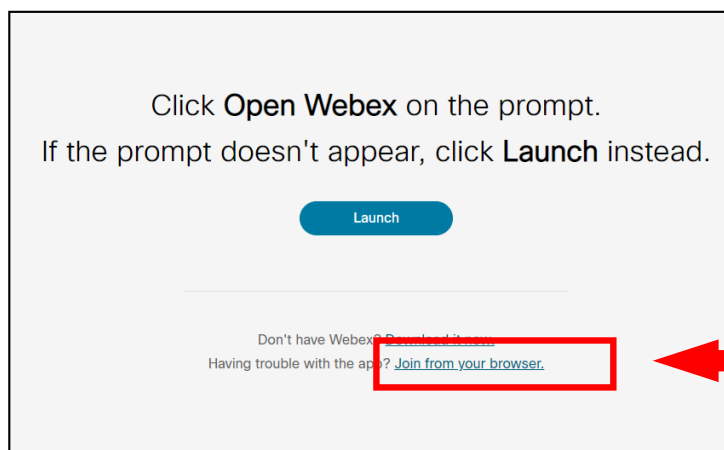 Click Open Webex on the prompt.
If the prompt doesn't appear, click Launch instead.
Launch
Don't have Webex? Download it now.
Having trouble with the app? Join from your browser.